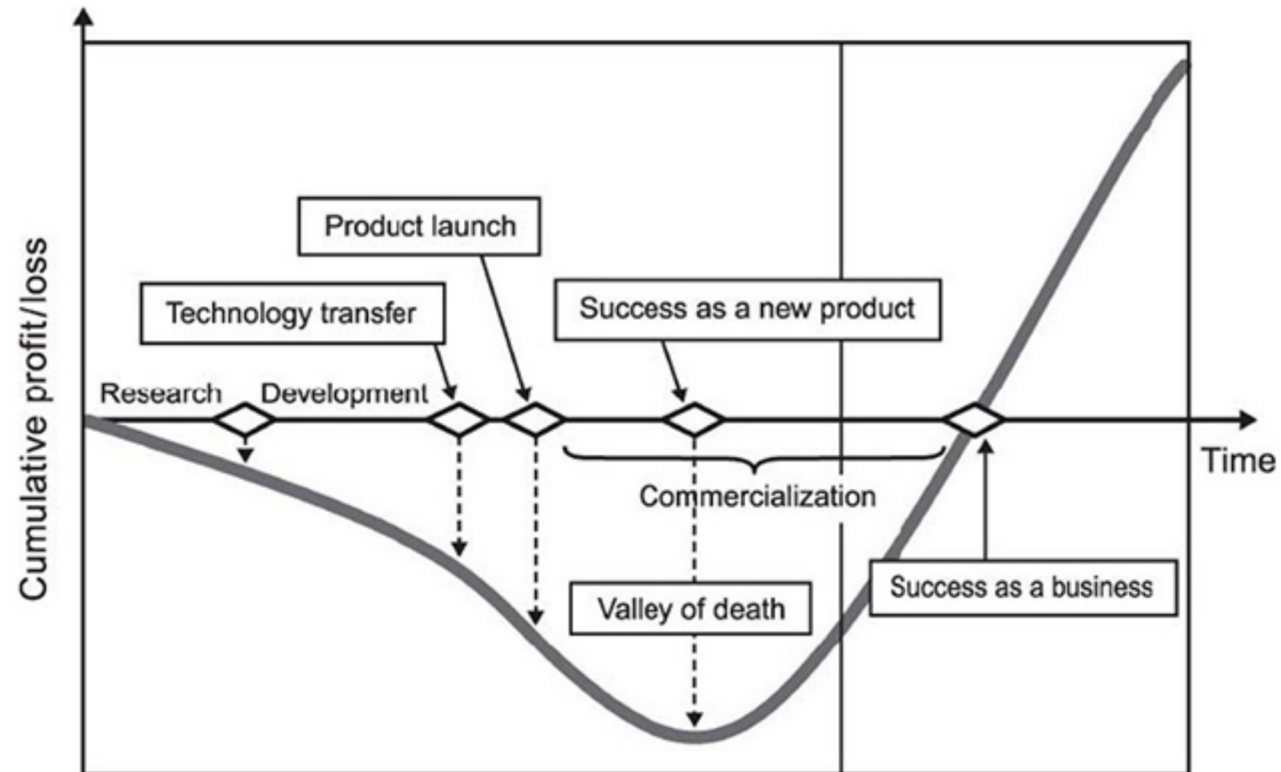 Product launch
Technology transfer
Success as a new product
Research
Development
Time
Commercialization
Success as a business
Valley of death
Cumulative profit/loss